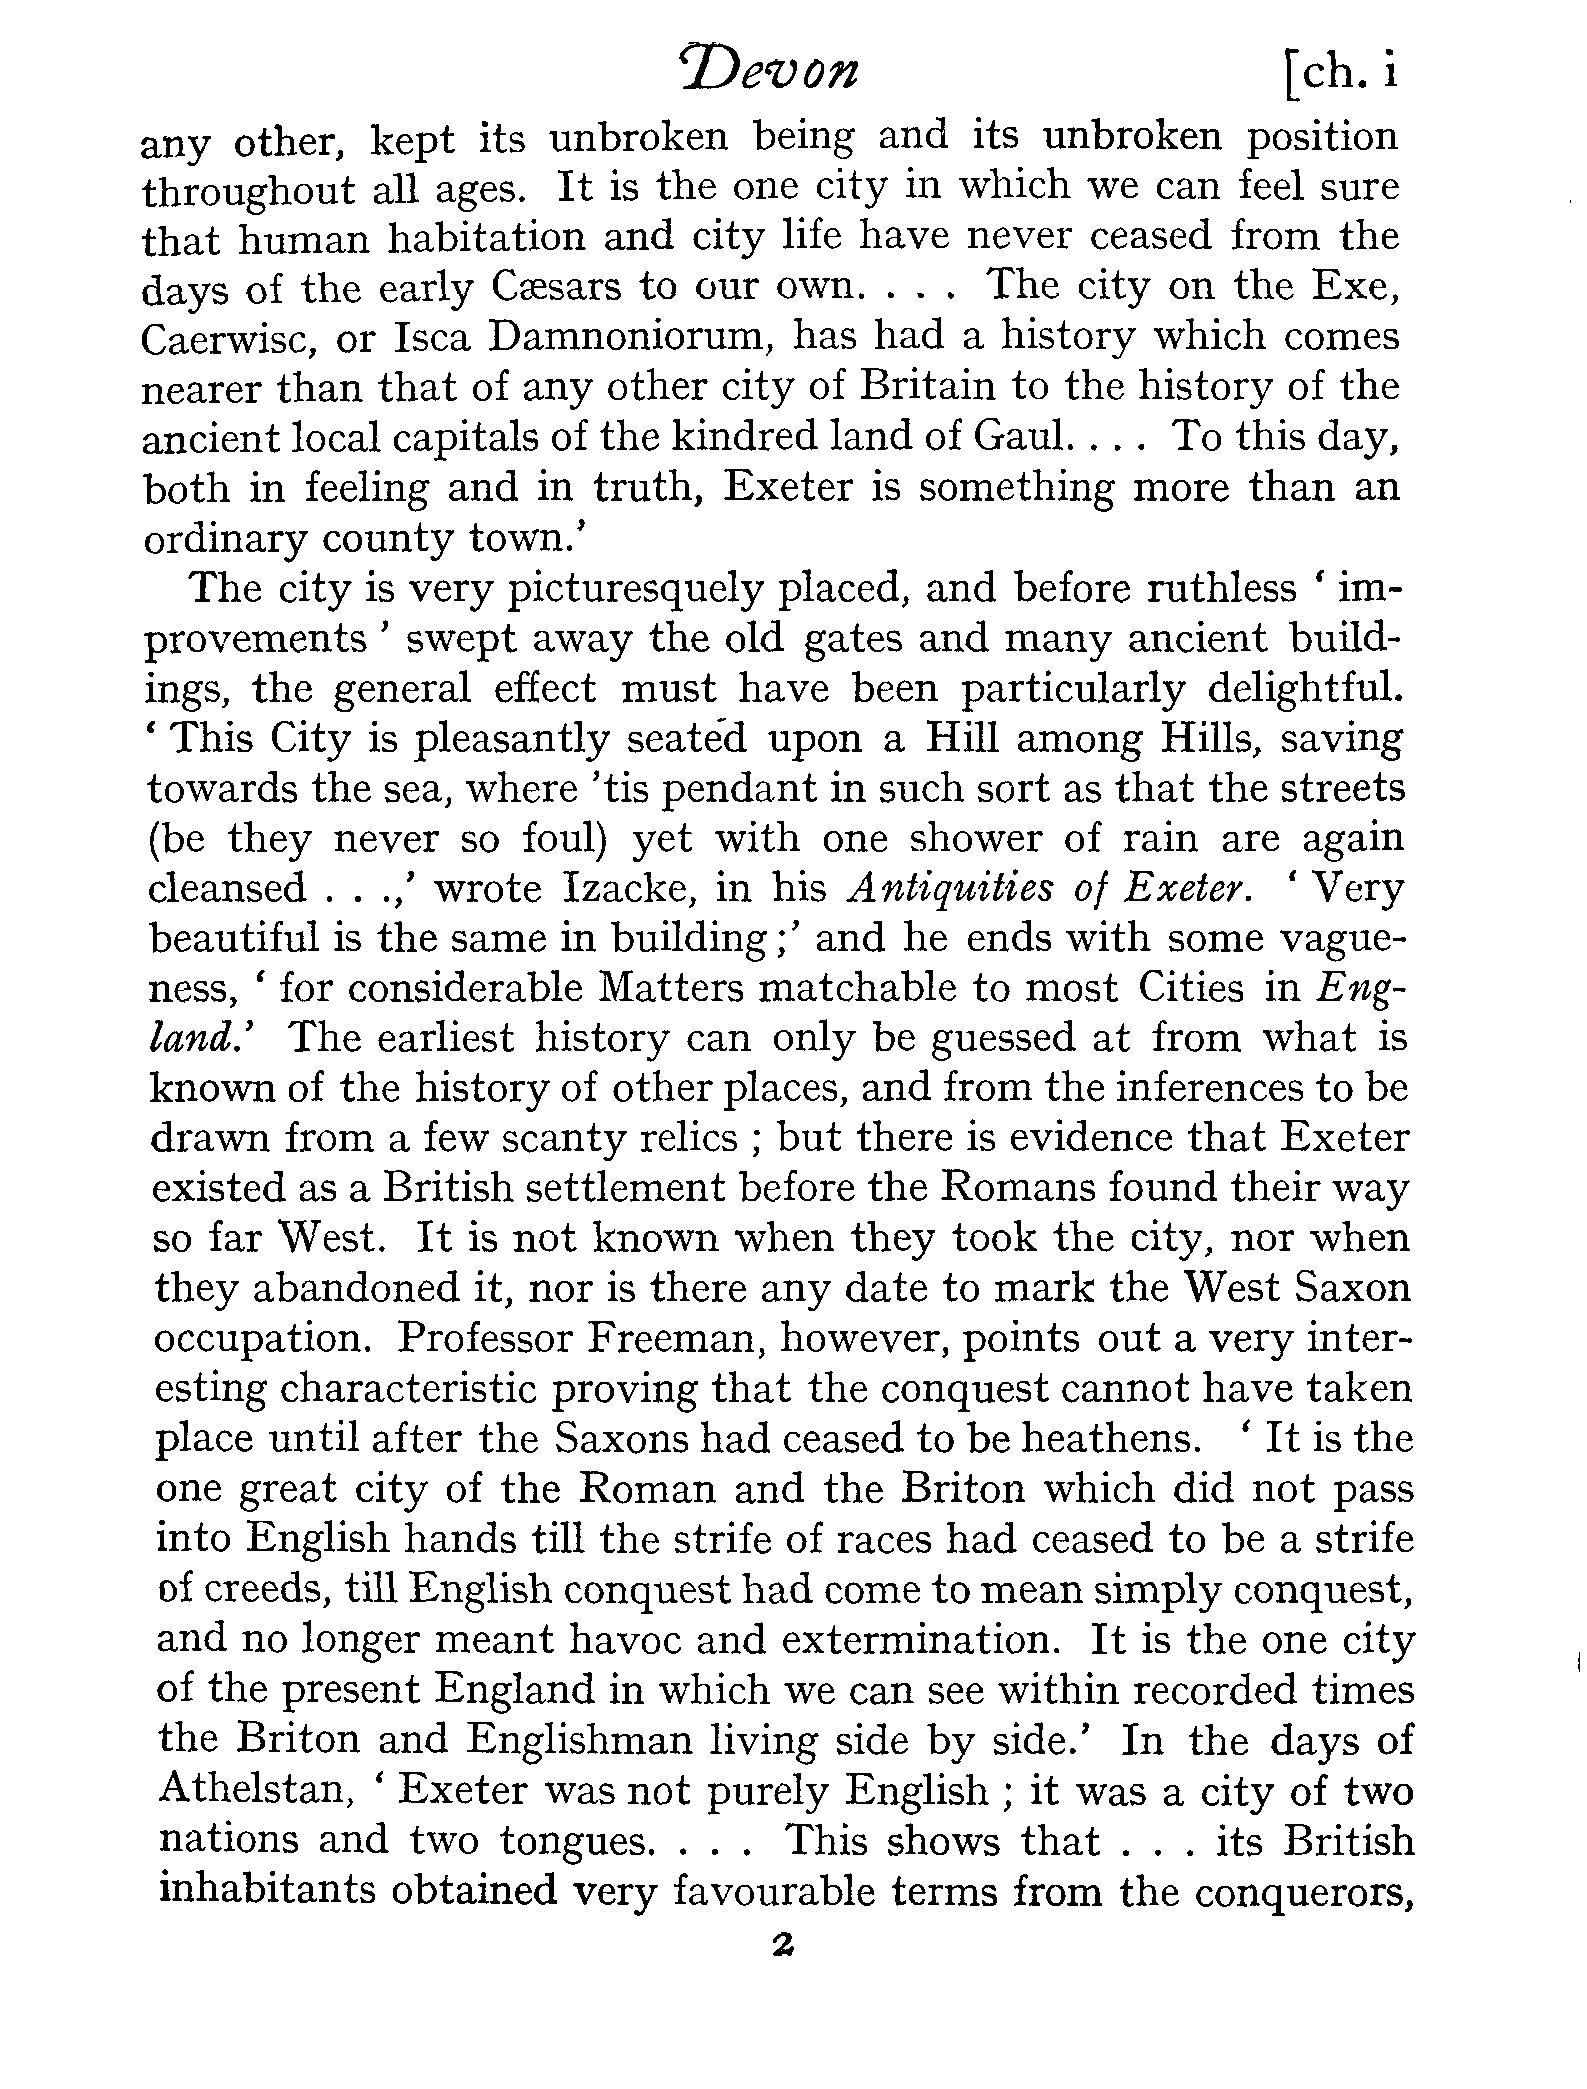 Devon [ch. i
any other, kept its unbroken being and its unbroken position
throughout all ages. It is the one city in which we can feel sure
that human habitation and city life have never ceased from the
days of the early Cæsars to our own. . . . The city on the Exe,
Caerwisc, or Isca Damnoniorum, has had a history which comes
nearer than that of any other city of Britain to the history of the
ancient local capitals of the kindred land of Gaul. . . . To this day,
both in feeling and in truth, Exeter is something more than an
ordinary county town.’
The city is very picturesquely placed, and before ruthless ‘ im-
provements ’ swept away the old gates and many ancient build-
ings, the general effect must have been particularly delightful.
‘ This City is pleasantly seated upon a Hill among Hills, saving
towards the sea, where ’tis pendant in such sort as that the streets
(be they never so foul) yet with one shower of rain are again
cleansed . . .,’ wrote Izacke, in his Antiquities of Exeter. ‘ Very
beautiful is the same in building ;’ and he ends with some vague-
ness, ‘ for considerable Matters matchable to most Cities in Eng-
land.’ The earliest history can only be guessed at from what is
known of the history of other places, and from the inferences to be
drawn from a few scanty relics ; but there is evidence that Exeter
existed as a British settlement before the Romans found their way
so far West. It is not known when they took the city, nor when
they abandoned it, nor is there any date to mark the West Saxon
occupation. Professor Freeman, however, points out a very inter-
esting characteristic proving that the conquest cannot have taken
place until after the Saxons had ceased to be heathens. ‘ It is the
one great city of the Roman and the Briton which did not pass
into English hands till the strife of races had ceased to be a strife
of creeds, till English conquest had come to mean simply conquest,
and no longer meant havoc and extermination. It is the one city
of the present England in which we can see within recorded times
the Briton and Englishman living side by side.’ In the days of
Athelstan, ‘ Exeter was not purely English ; it was a city of two
nations and two tongues. . . . This shows that . . . its British
inhabitants obtained very favourable terms from the conquerors,
2